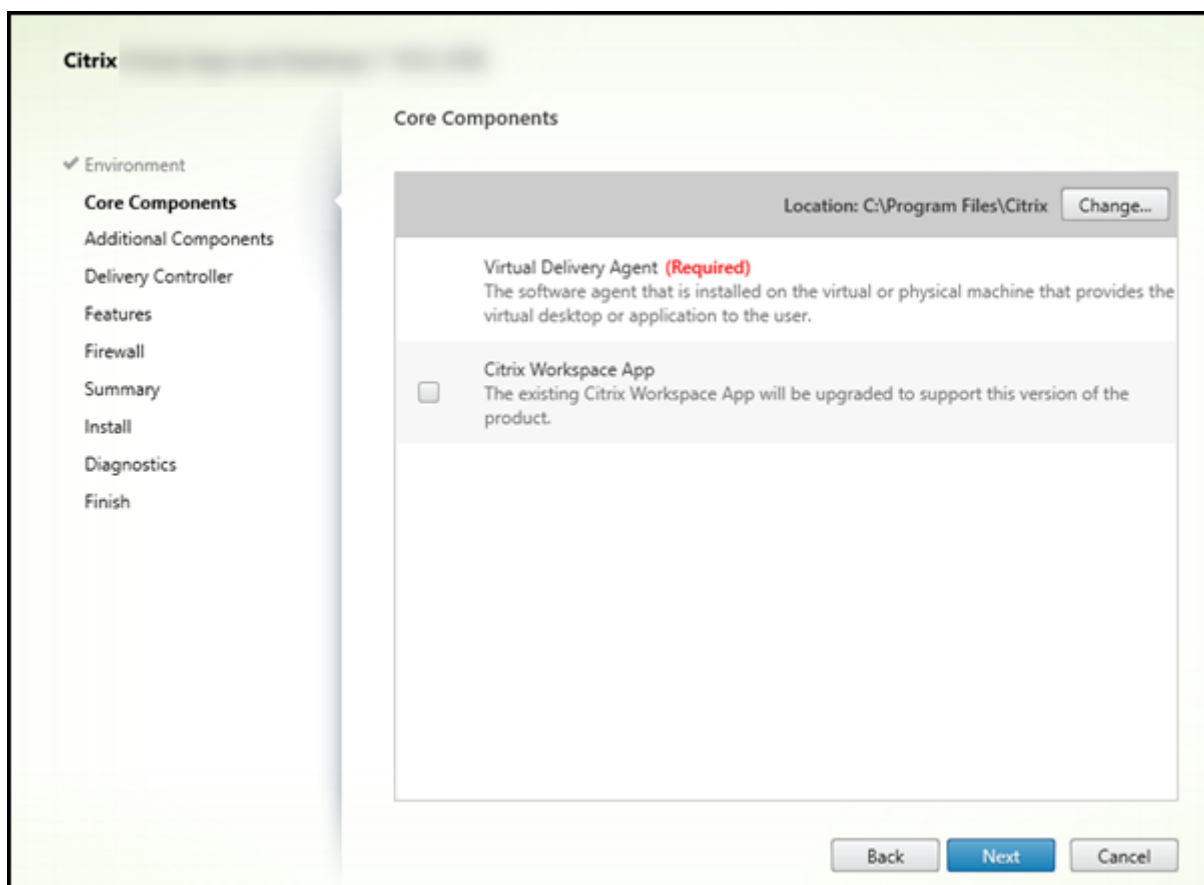 Citrix
Core Components
Environment
Core Components
Additional Components
Delivery Controller
Features
Firewall
Summary
Install
Diagnostics
Finish
Location: C:\Program Files\Citrix
Change...
Virtual Delivery Agent (Required)
The software agent that is installed on the virtual or physical machine that provides the
virtual desktop or application to the user.
Citrix Workspace App
The existing Citrix Workspace App will be upgraded to support this version of the
product.
Back
Next
Cancel